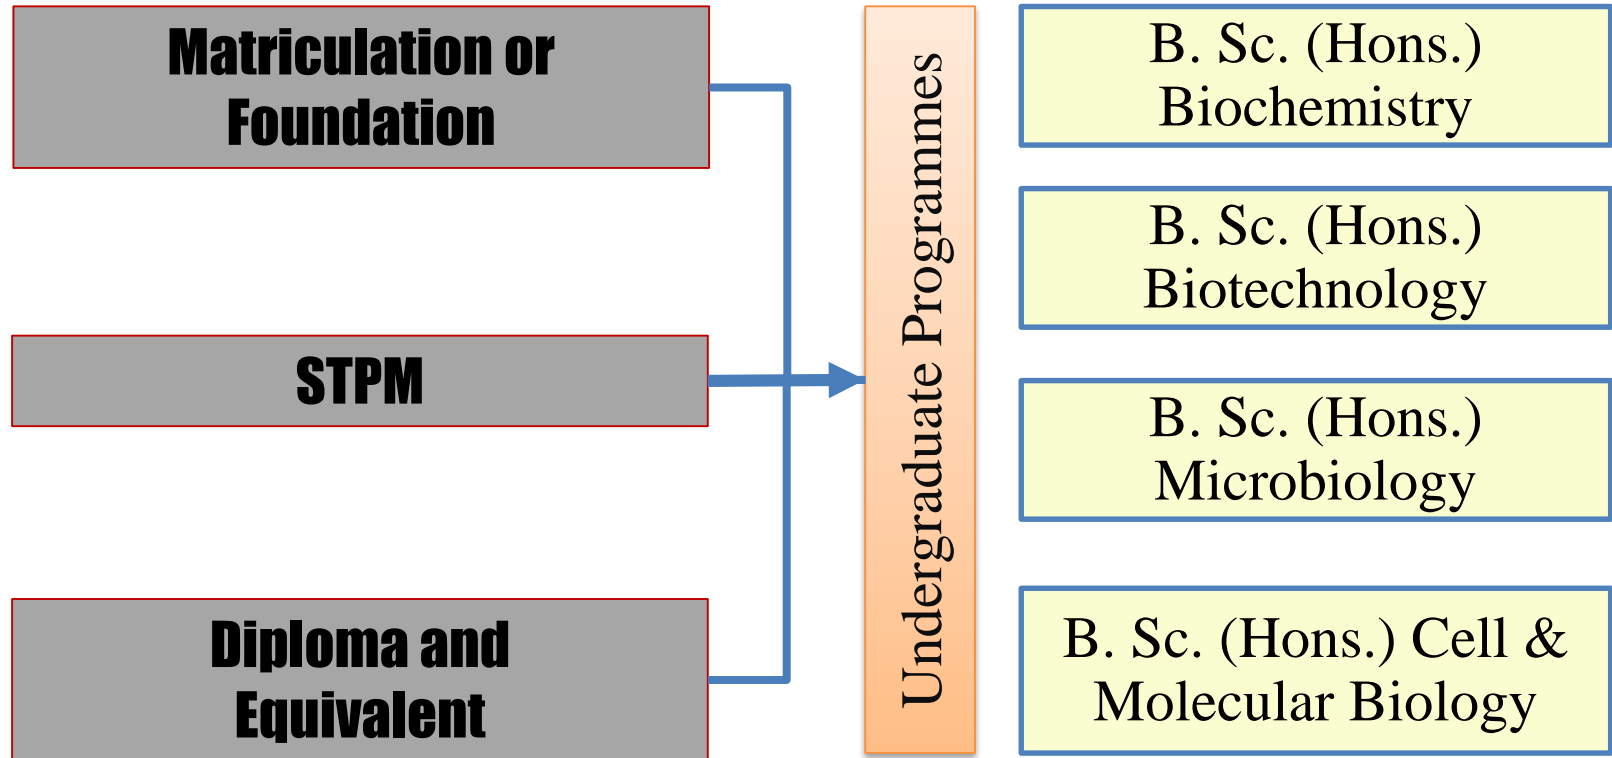 Matriculation or
Foundation
STPM
Diploma and
Equivalent
Undergraduate Programmes
B. Sc. (Hons.)
Biochemistry
B. Sc. (Hons.)
Biotechnology
B. Sc. (Hons.)
Microbiology
B. Sc. (Hons.) Cell &
Molecular Biology